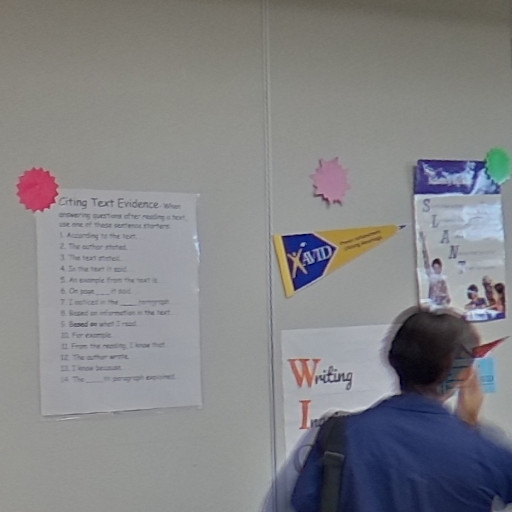 Citing Text Evidence: When
answering questions after reading a text,
use one of these sentence starters:
1. According to the text
2. The author stated
3. The text stated
4. In the text it said
5. An example from the text is
6. On page ___ it said
7. I noticed in the ___ paragraph
8. Based on information in the text
9. Based on what I read
10. For example
11. From the reading, I know that
12. The author wrote
13. I know because
14. The ___ paragraph explained
AVID
S
L
A
N
T
Writing
I